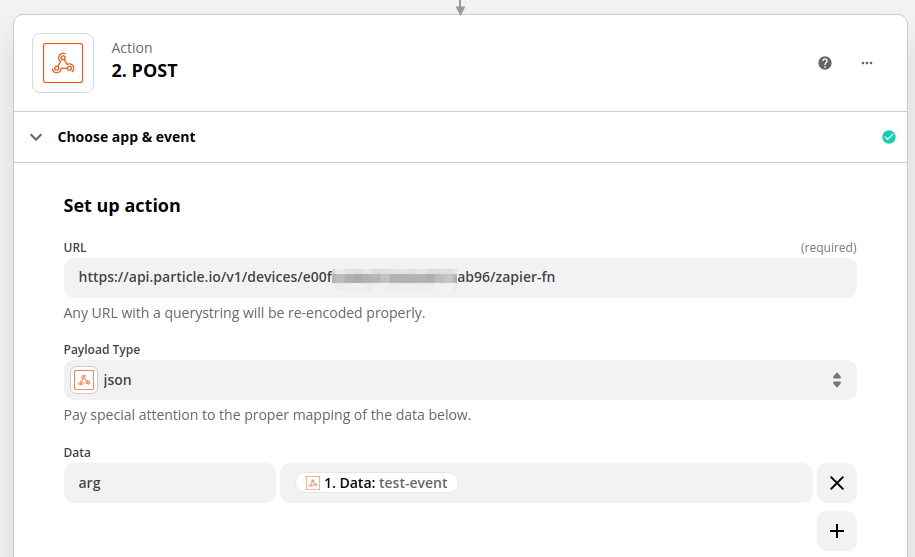 Action
2. POST
Choose app & event
Set up action
URL (required)
https://api.particle.io/v1/devices/e00f ab96/zapier-fn
Any URL with a querystring will be re-encoded properly.
Payload Type
json
Pay special attention to the proper mapping of the data below.
Data
arg 1. Data: test-event